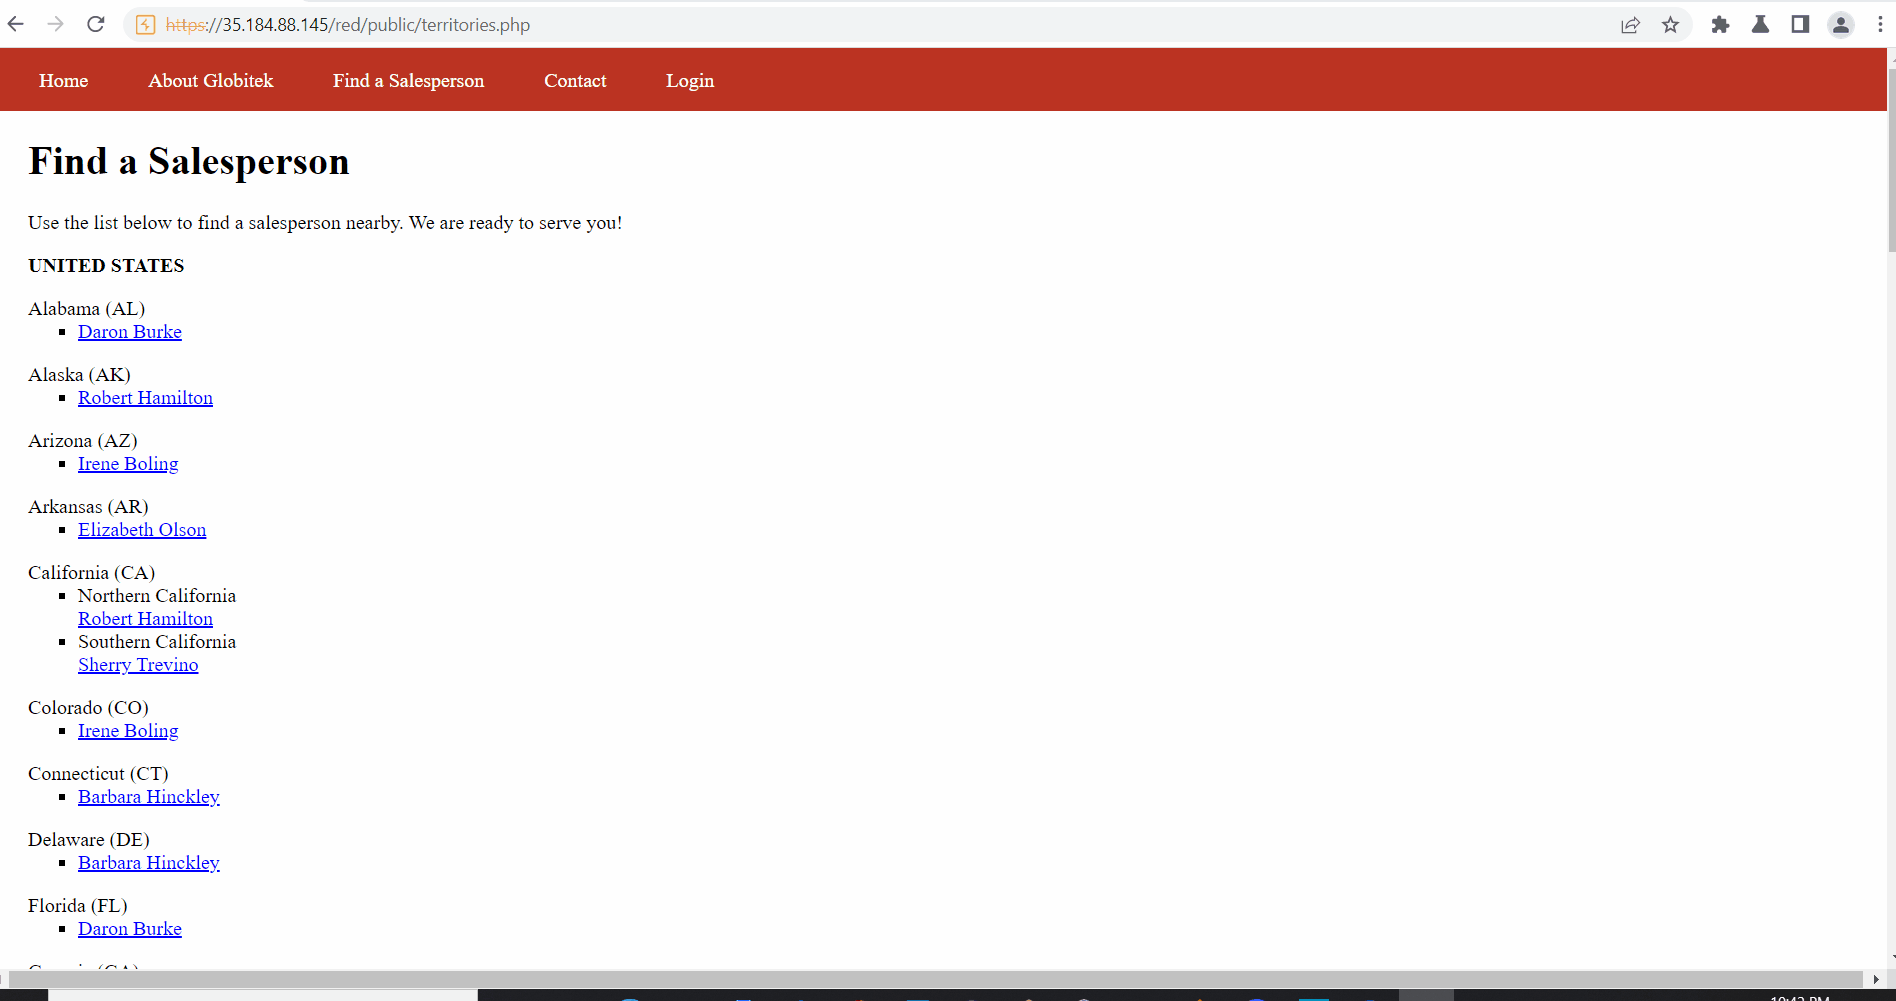 https://35.184.88.145/red/public/territories.php
Home About Globitek Find a Salesperson Contact Login
Find a Salesperson
Use the list below to find a salesperson nearby. We are ready to serve you!
UNITED STATES
Alabama (AL)
Daron Burke
Alaska (AK)
Robert Hamilton
Arizona (AZ)
Irene Boling
Arkansas (AR)
Elizabeth Olson
California (CA)
Northern California
Robert Hamilton
Southern California
Sherry Trevino
Colorado (CO)
Irene Boling
Connecticut (CT)
Barbara Hinckley
Delaware (DE)
Barbara Hinckley
Florida (FL)
Daron Burke